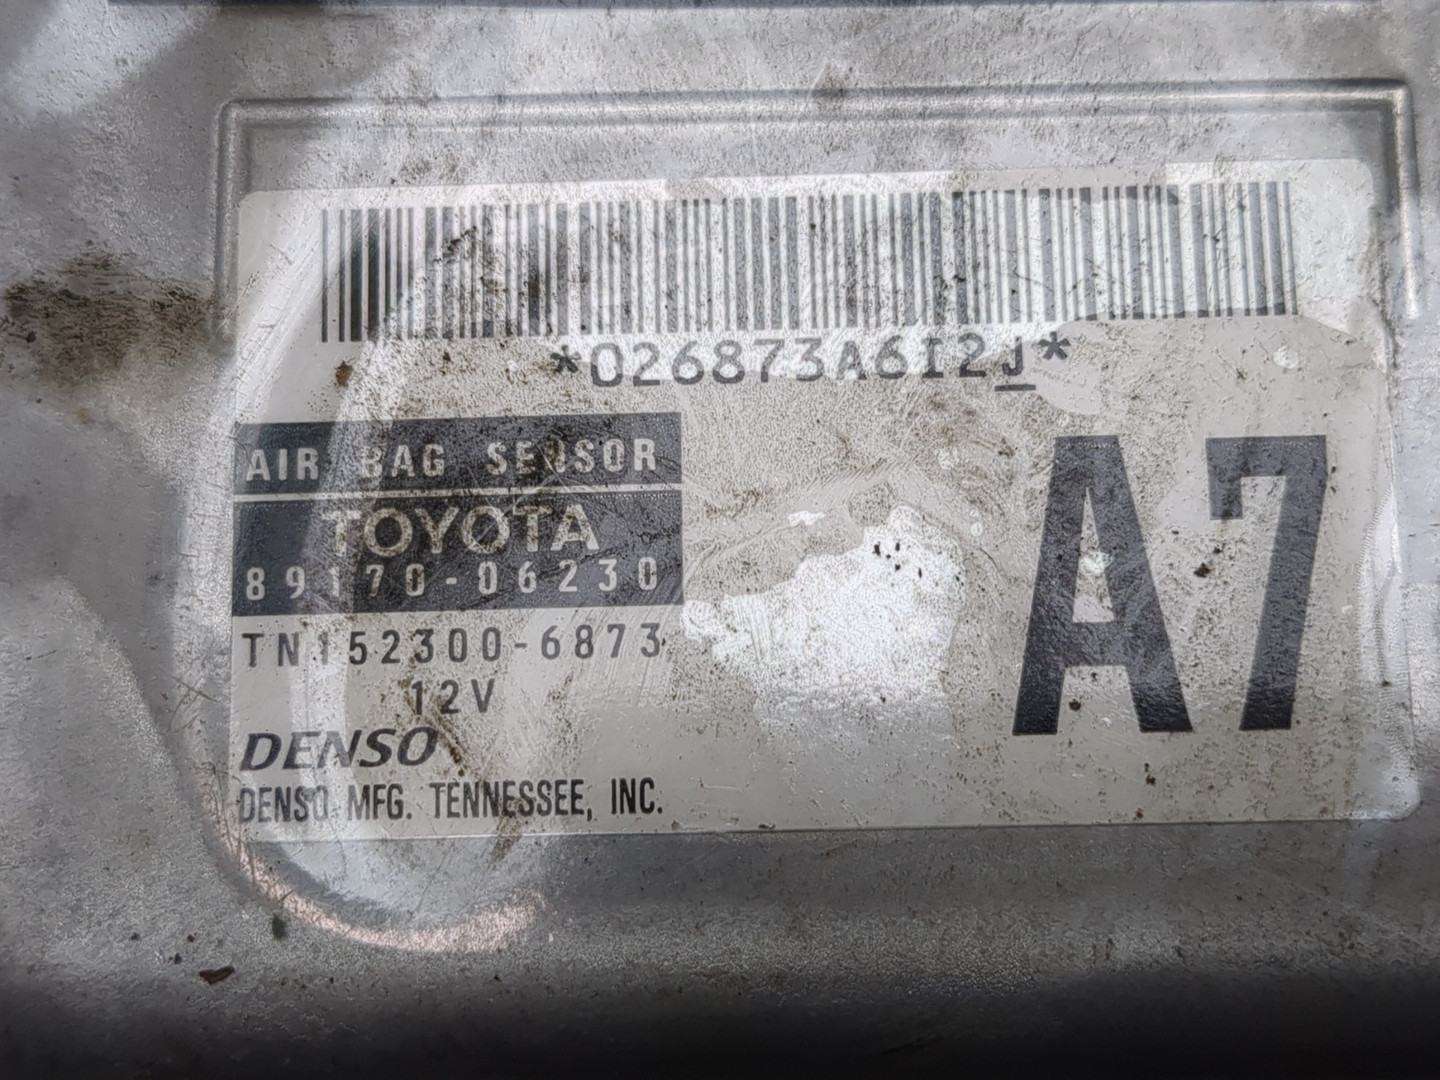 *026873A6I2J*
AIR BAG SENSOR
TOYOTA
89170-06230
TN152300-6873
12V
DENSO
DENSO MFG. TENNESSEE, INC.
A7